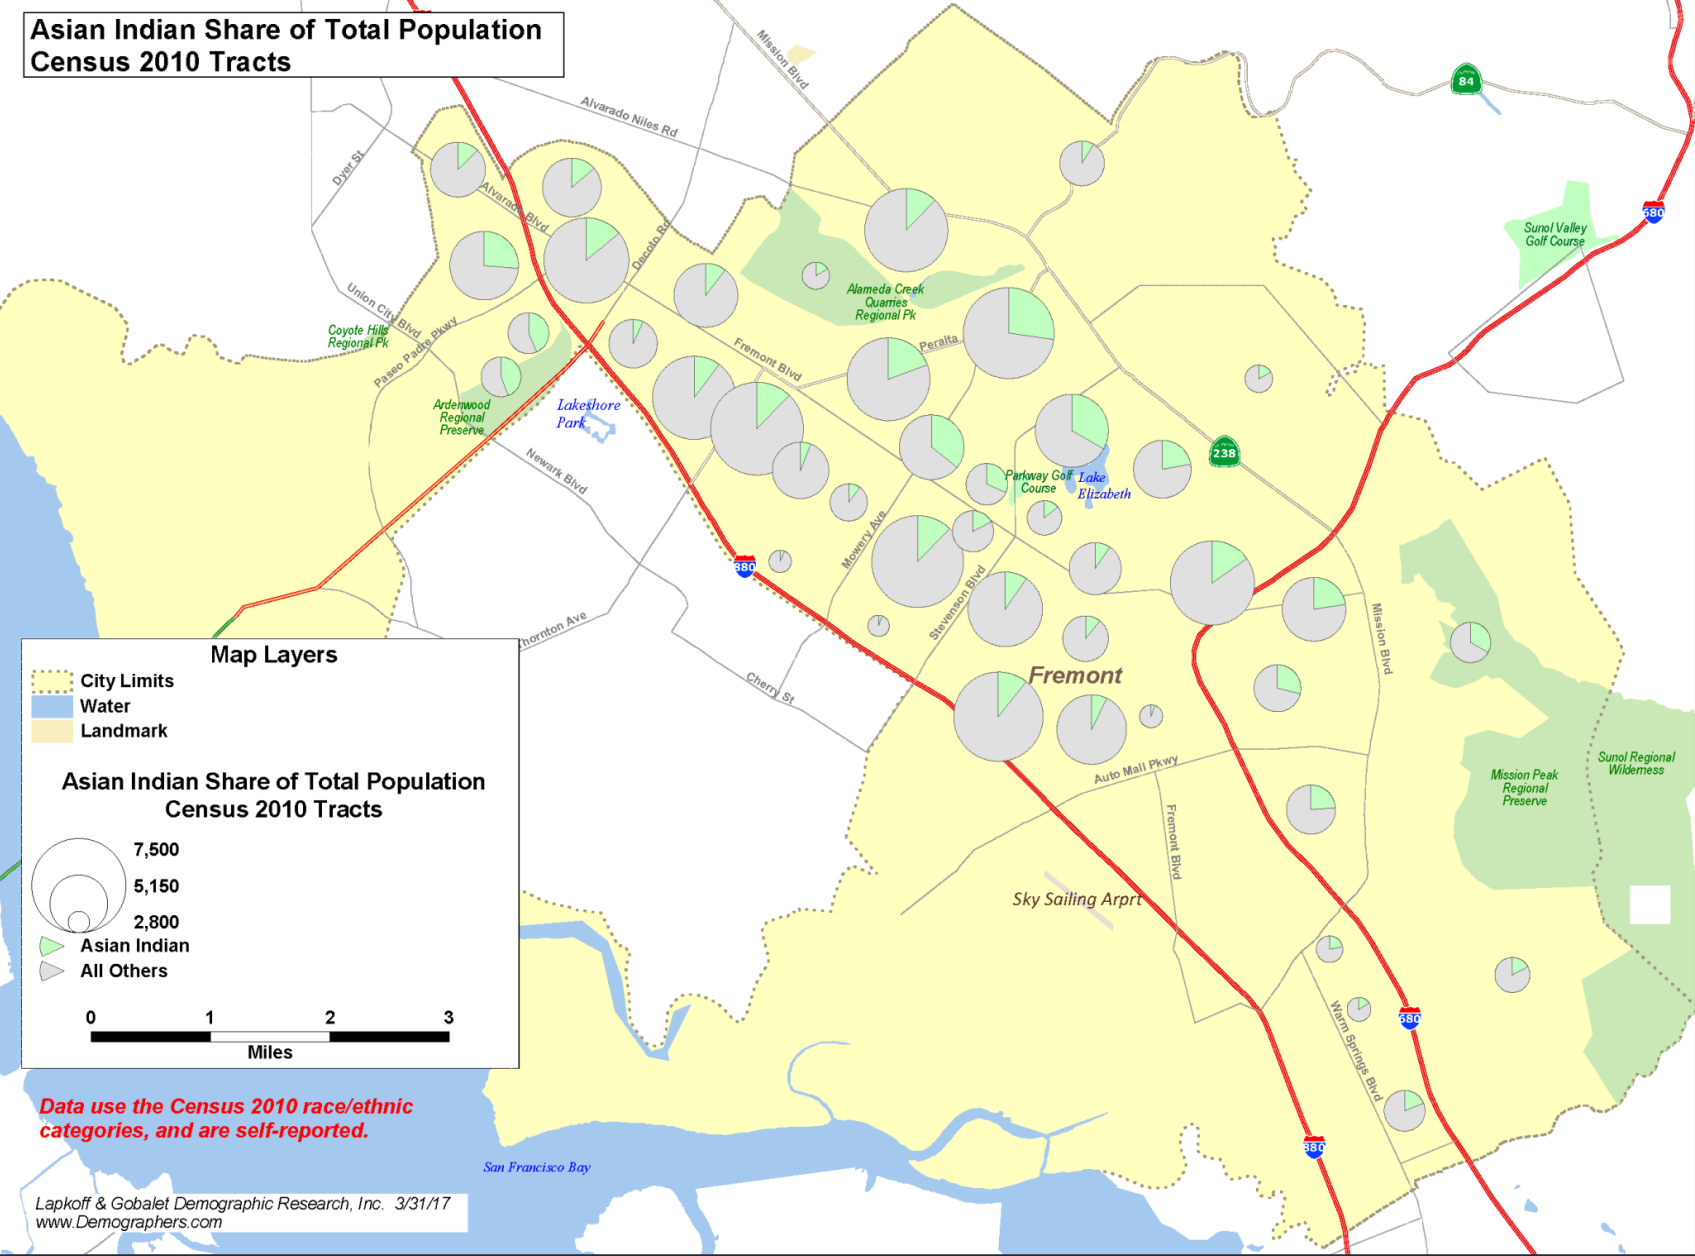 Asian Indian Share of Total Population
Census 2010 Tracts
Mission Blvd
84
Alvarado Niles Rd
Dyer St
Alvarado Blvd
Decoto Rd
680
Sunol Valley
Golf Course
Alameda Creek
Quarries
Regional Pk
Union City Blvd
Coyote Hills
Regional Pk
Paseo Padre Pkwy
Fremont Blvd
Peralta
Ardenwood
Regional
Preserve
Lakeshore
Park
Newark Blvd
238
Parkway Golf
Course
Lake
Elizabeth
Mowery Ave
880
Stevenson Blvd
Thornton Ave
Mission Blvd
Cherry St
Fremont
Auto Mall Pkwy
Fremont Blvd
Sunol Regional
Wilderness
Mission Peak
Regional
Preserve
Sky Sailing Arprt
Warm Springs Blvd
680
880
San Francisco Bay
Map Layers
City Limits
Water
Landmark
Asian Indian Share of Total Population
Census 2010 Tracts
7,500
5,150
2,800
Asian Indian
All Others
0 1 2 3
Miles
Data use the Census 2010 race/ethnic
categories, and are self-reported.
Lapkoff & Gobalet Demographic Research, Inc. 3/31/17
www.Demographers.com